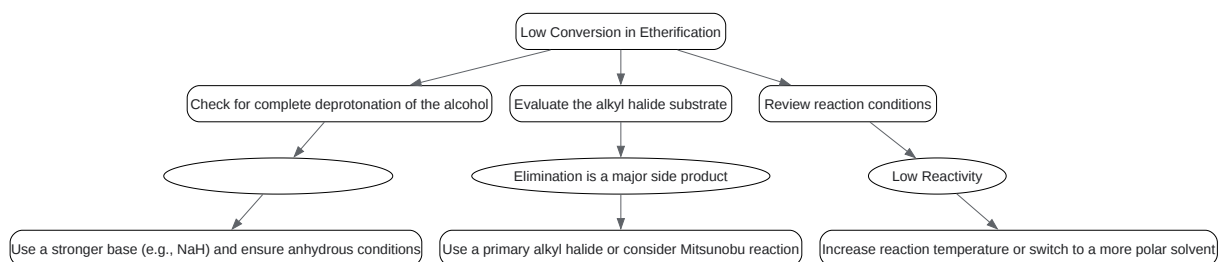 Low Conversion in Etherification
Check for complete deprotonation of the alcohol
Evaluate the alkyl halide substrate
Review reaction conditions
Elimination is a major side product
Low Reactivity
Use a stronger base (e.g., NaH) and ensure anhydrous conditions
Use a primary alkyl halide or consider Mitsunobu reaction
Increase reaction temperature or switch to a more polar solvent